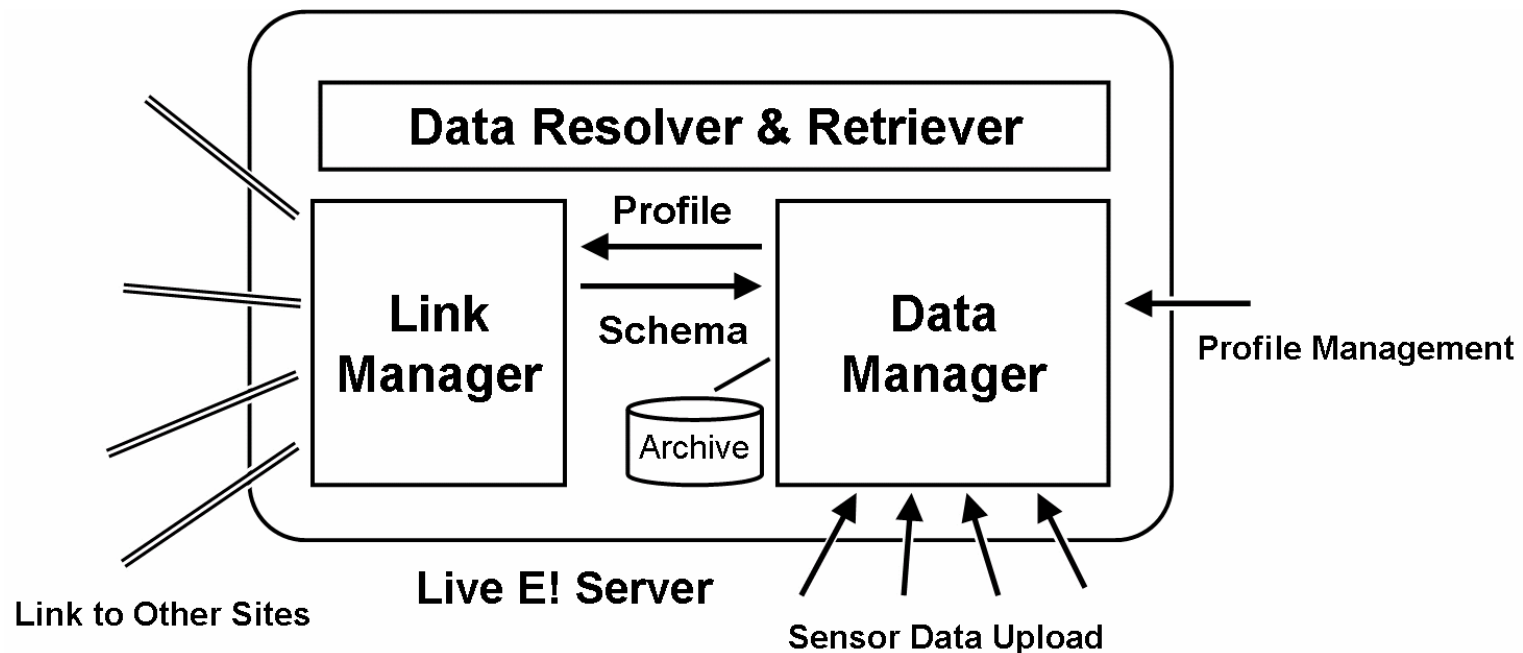 Data Resolver & Retriever
Profile
Link
Manager
Schema
Data
Manager
Archive
Profile Management
Live E! Server
Link to Other Sites
Sensor Data Upload